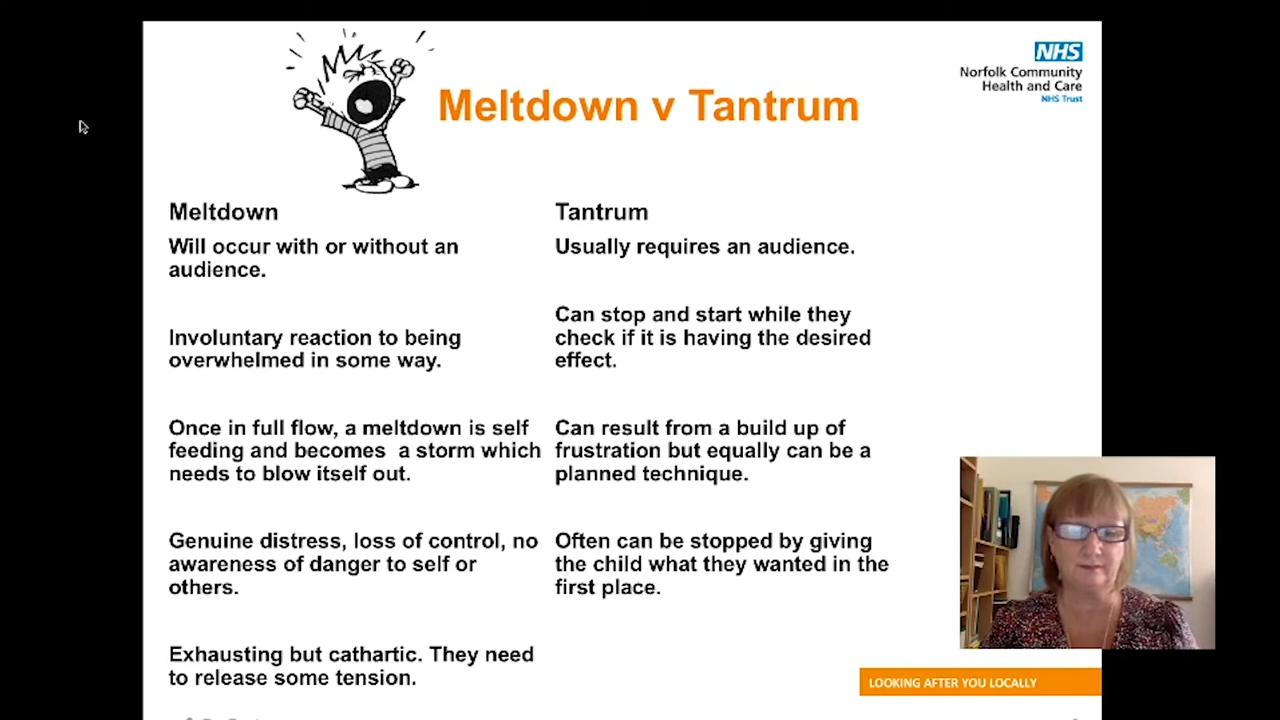 NHS
Norfolk Community
Health and Care
NHS Trust
Meltdown v Tantrum
Meltdown
Will occur with or without an
audience.
Involuntary reaction to being
overwhelmed in some way.
Once in full flow, a meltdown is self
feeding and becomes a storm which
needs to blow itself out.
Genuine distress, loss of control, no
awareness of danger to self or
others.
Exhausting but cathartic. They need
to release some tension.
Tantrum
Usually requires an audience.
Can stop and start while they
check if it is having the desired
effect.
Can result from a build up of
frustration but equally can be a
planned technique.
Often can be stopped by giving
the child what they wanted in the
first place.
LOOKING AFTER YOU LOCALLY